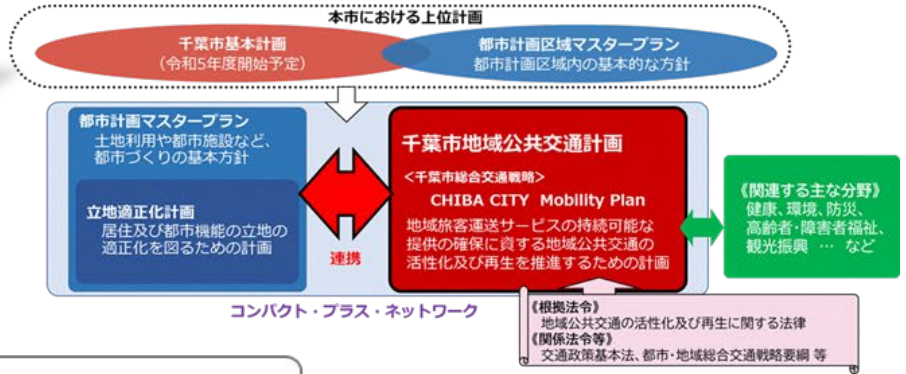 本市における上位計画
千葉市基本計画
（令和5年度開始予定）
都市計画区域マスタープラン
都市計画区域内の基本的な方針
都市計画マスタープラン
土地利用や都市施設など、
都市づくりの基本方針
立地適正化計画
居住及び都市機能の立地の
適正化を図るための計画
連携
千葉市地域公共交通計画
＜千葉市総合交通戦略＞
CHIBA CITY Mobility Plan
地域旅客運送サービスの持続可能な
提供の確保に資する地域公共交通の
活性化及び再生を推進するための計画
《関連する主な分野》
健康、環境、防災、
高齢者・障害者福祉、
観光振興 … など
コンパクト・プラス・ネットワーク
《根拠法令》
地域公共交通の活性化及び再生に関する法律
《関係法令等》
交通政策基本法、都市・地域総合交通戦略要綱 等